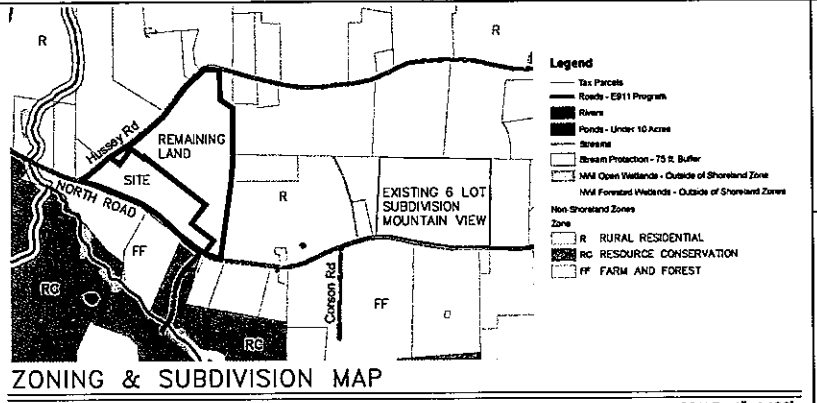 R
R
Hussey Rd
REMAINING
LAND
SITE
NORTH ROAD
R
EXISTING 6 LOT
SUBDIVISION
MOUNTAIN VIEW
FF
RC
RC
Corson Rd
FF
Legend
Tax Parcels
Roads - E911 Program
Rivers
Ponds - Under 10 Acres
Streams
Stream Protection - 75 ft. Buffer
NWI Open Wetlands - Outside of Shoreland Zone
NWI Forested Wetlands - Outside of Shoreland Zones
Non-Shoreland Zones
Zone
R RURAL RESIDENTIAL
RC RESOURCE CONSERVATION
FF FARM AND FOREST
ZONING & SUBDIVISION MAP